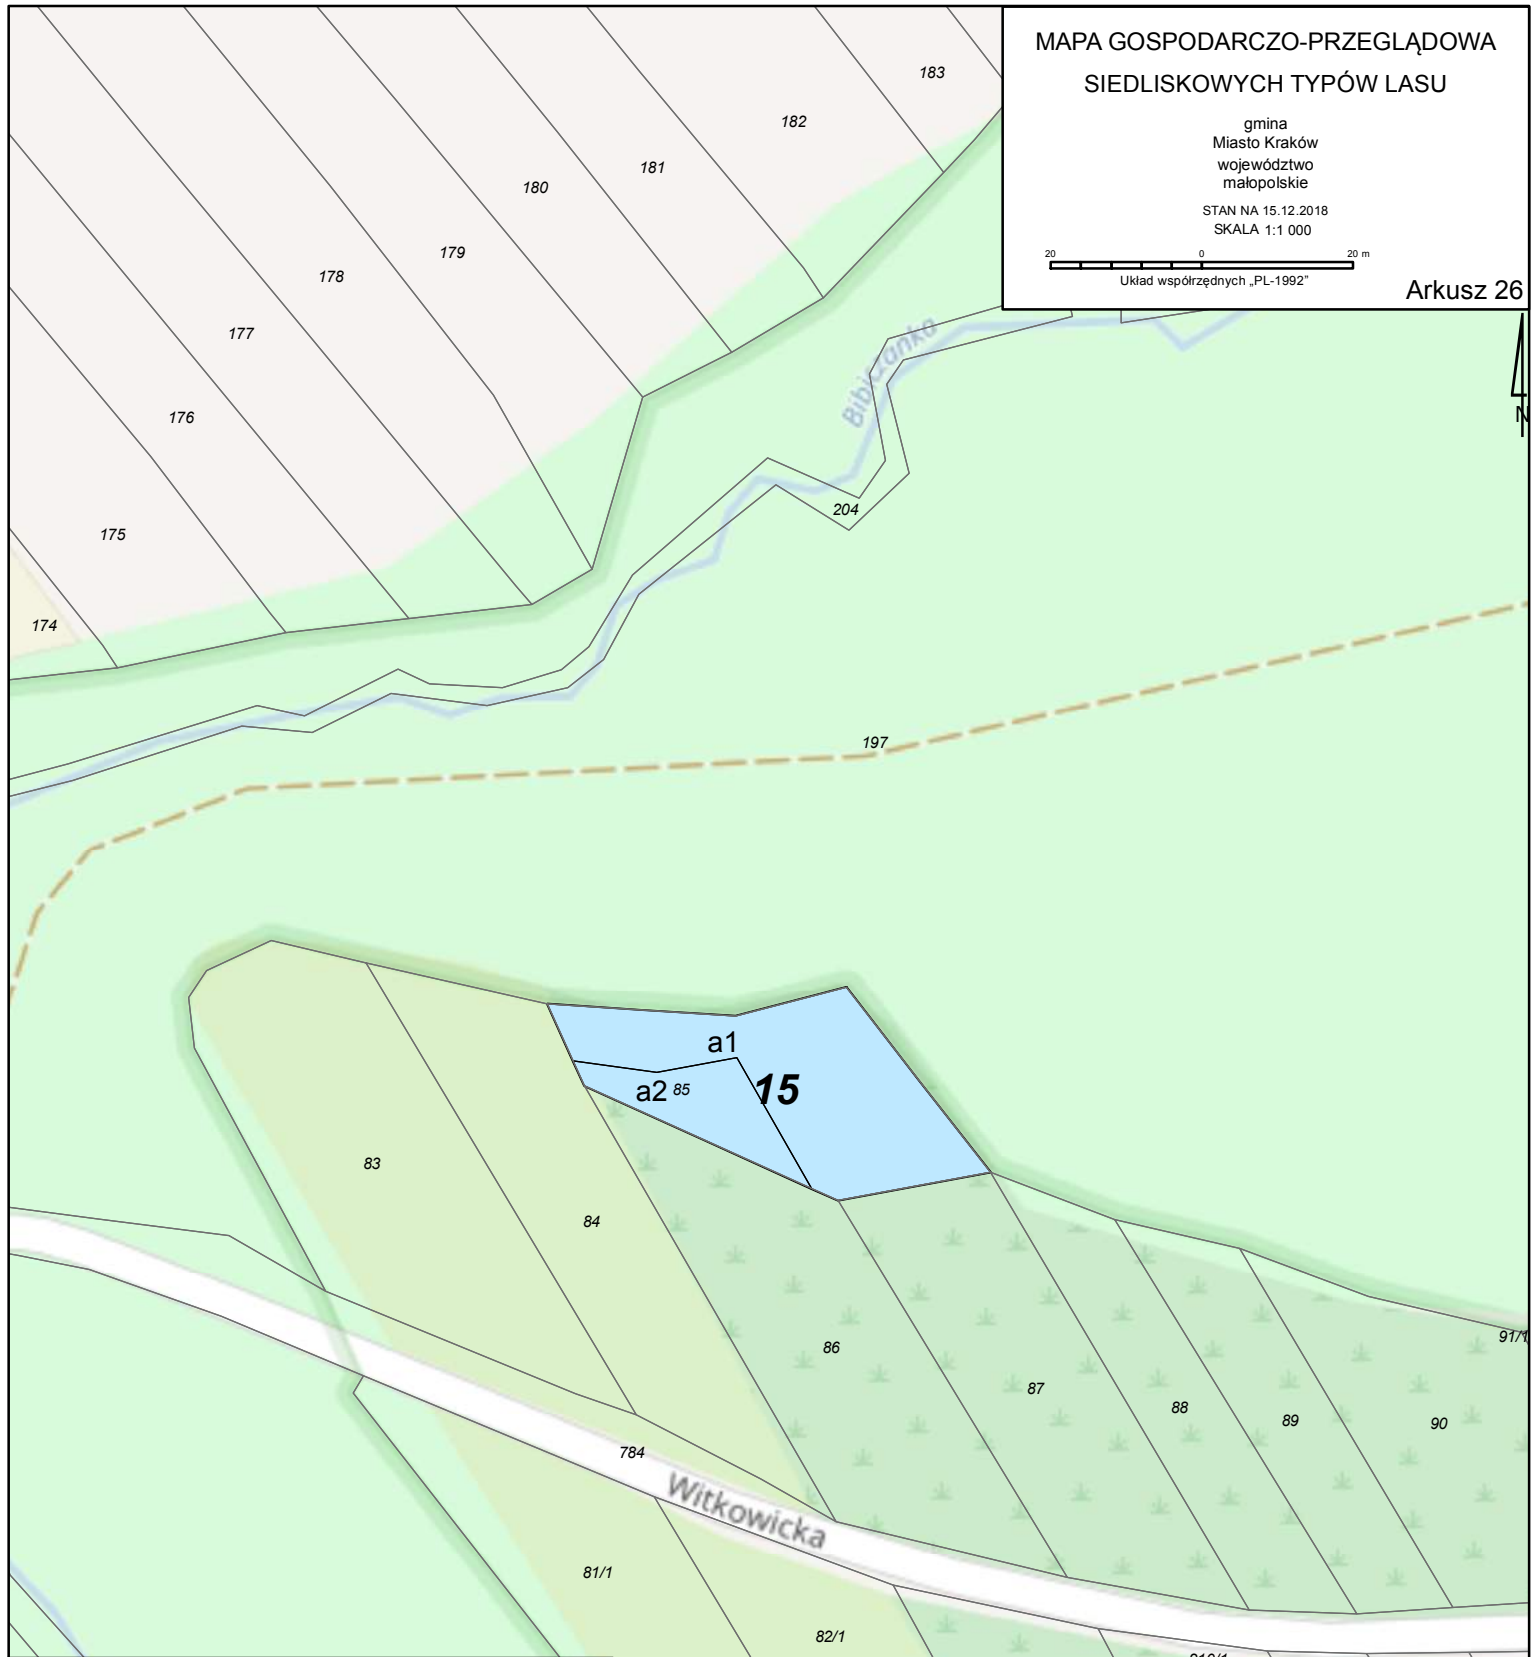 MAPA GOSPODARCZO-PRZEGLĄDOWA
SIEDLISKOWYCH TYPÓW LASU
gmina
Miasto Kraków
województwo
małopolskie
STAN NA 15.12.2018
SKALA 1:1 000
20 0 20 m
Układ współrzędnych „PL-1992"
Arkusz 26
N
183
182
181
180
179
178
177
176
175
174
204
197
a1
a2 85
15
83
84
86
87
88
89
90
91/1
784
Witkowicka
81/1
82/1